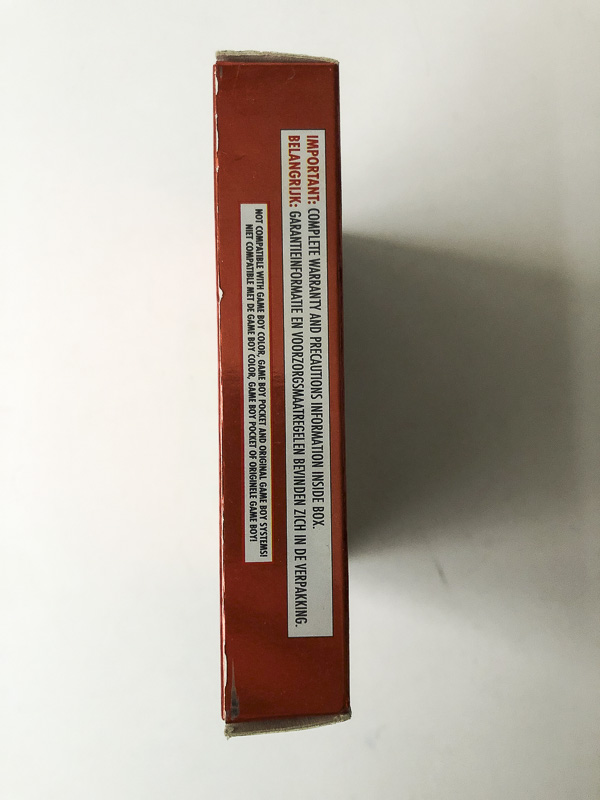 IMPORTANT: COMPLETE WARRANTY AND PRECAUTIONS INFORMATION INSIDE BOX.
BELANGRIJK: GARANTIEINFORMATIE EN VOORZORGSMAATREGELEN BEVINDEN ZICH IN DE VERPAKKING.
NOT COMPATIBLE WITH GAME BOY COLOR, GAME BOY POCKET AND ORIGINAL GAME BOY SYSTEMS!
NIET COMPATIBLE MET DE GAME BOY COLOR, GAME BOY POCKET OF ORIGINELE GAME BOY!